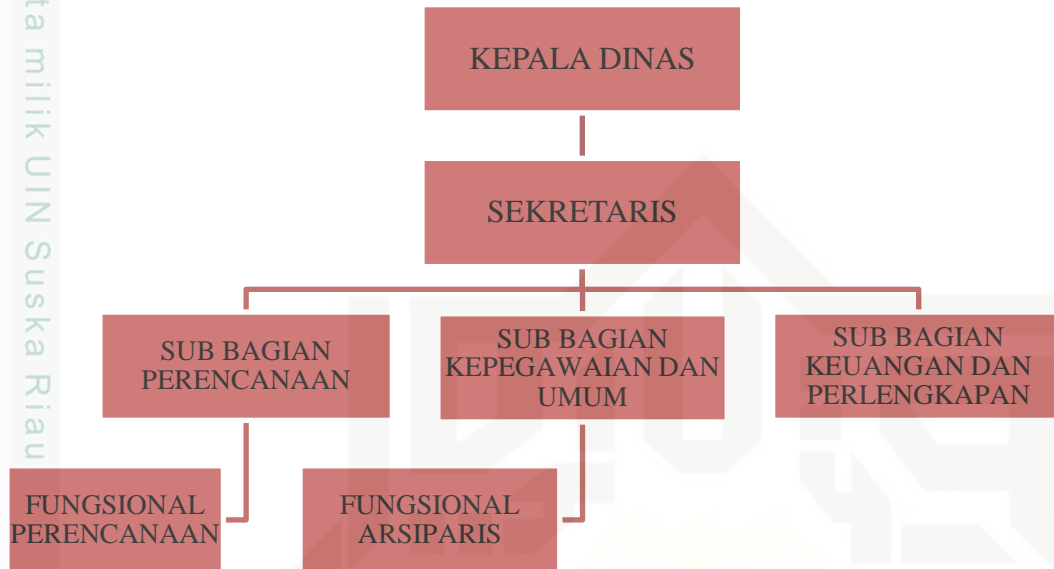 KEPALA DINAS
SEKRETARIS
SUB BAGIAN
PERENCANAAN
SUB BAGIAN
KEPEGAWAIAN DAN
UMUM
SUB BAGIAN
KEUANGAN DAN
PERLENGKAPAN
FUNGSIONAL
PERENCANAAN
FUNGSIONAL
ARSIPARIS
ta milik UIN Suska Riau